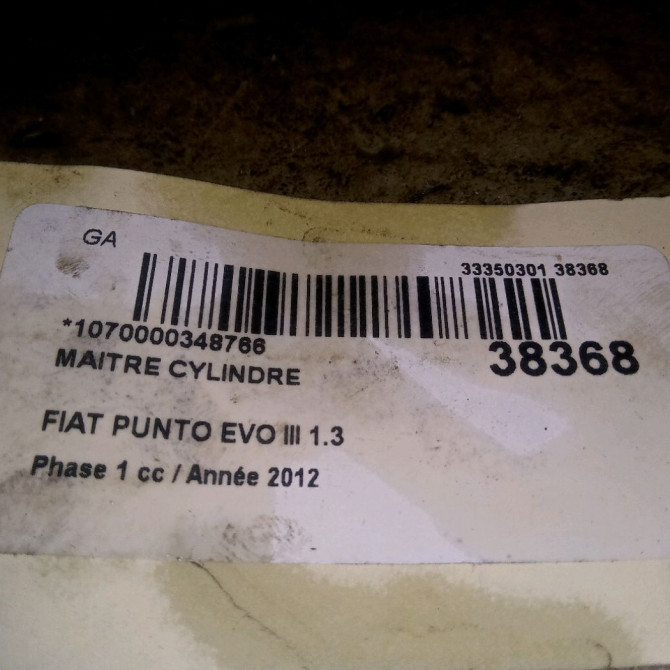 GA
33350301 38368
*1070000348766
38368
MAITRE CYLINDRE
FIAT PUNTO EVO III 1.3
Phase 1 cc / Année 2012